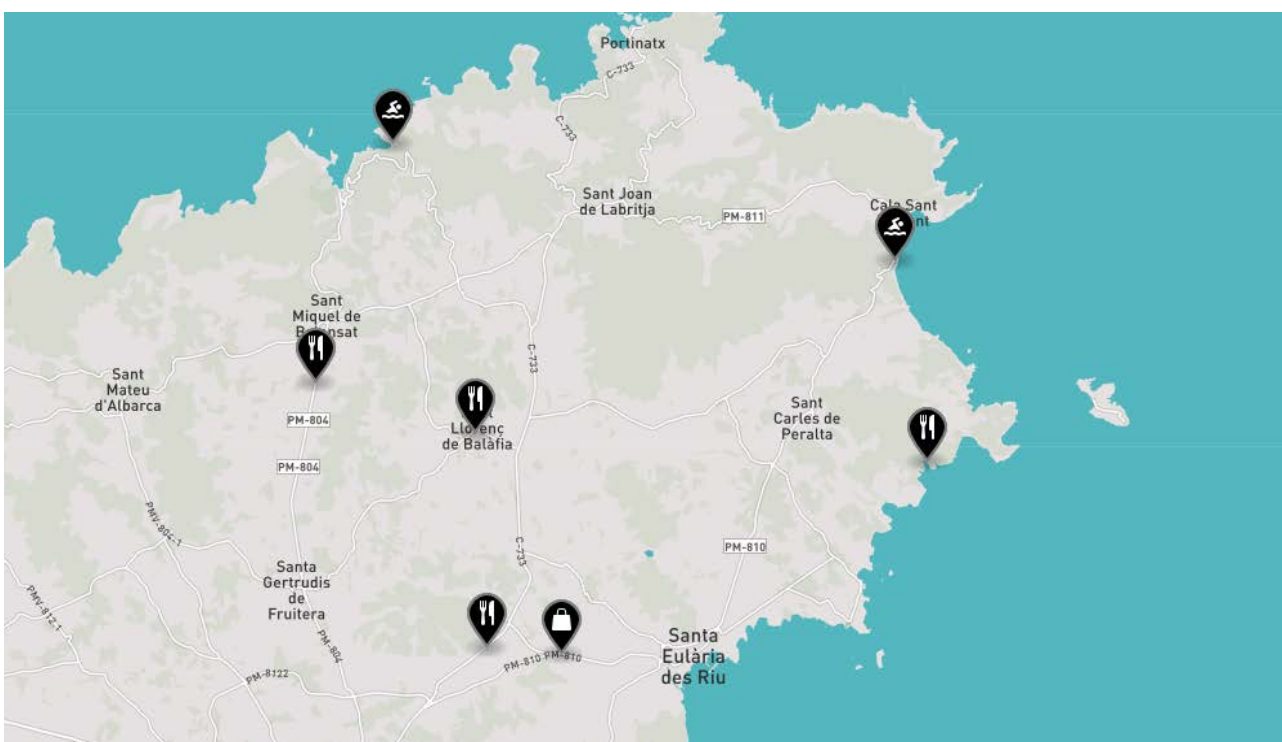 Portinatx
C-733
C-733
Sant Joan
de Labritja
PM-811
Cala Sant
Sant
Miquel de
Sant
Mateu
d'Albarca
PM-804
C-733
Llorenç
de Balàfia
Sant
Carles de
Peralta
PM-804
PMV-804-1
C-733
PM-810
Santa
Gertrudis
de
Fruitera
PMV-812.1
PM-804
PM-8122
PM-810
PM-810
Santa
Eulària
des Riu